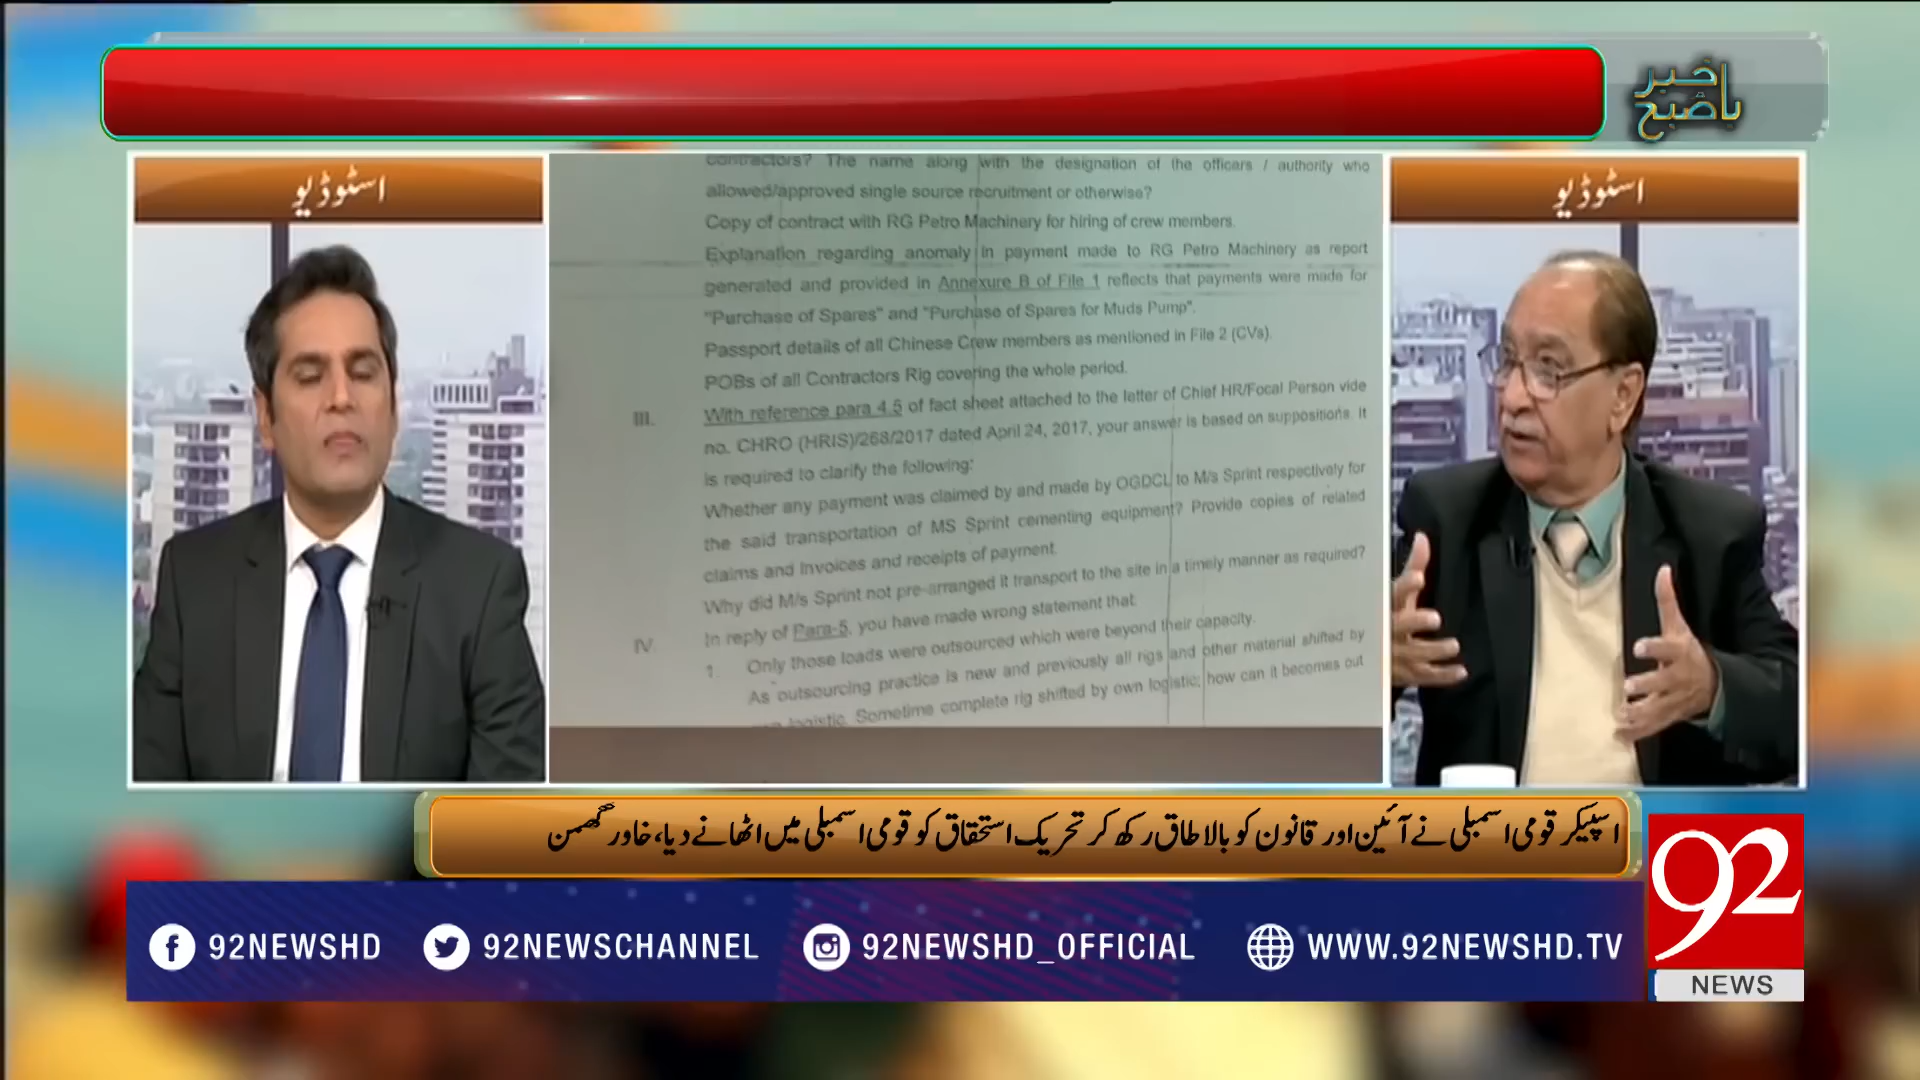 باخبر صبح
اسٹوڈیو
اسٹوڈیو
contractors? The name along with the designation of the officers / authority who
allowed/approved single source recruitment or otherwise?
Copy of contract with RG Petro Machinery for hiring of crew members.
Explanation regarding anomaly in payment made to RG Petro Machinery as report
generated and provided in Annexure B of File 1 reflects that payments were made for
"Purchase of Spares" and "Purchase of Spares for Muds Pump".
Passport details of all Chinese Crew members as mentioned in File 2 (CVs).
POBs of all Contractors Rig covering the whole period.
III. With reference para 4.5 of fact sheet attached to the letter of Chief HR/Focal Person vide
no. CHRO (HRIS)/268/2017 dated April 24, 2017, your answer is based on suppositions. It
is required to clarify the following:
Whether any payment was claimed by and made by OGDCL to M/s Sprint respectively for
the said transportation of MS Sprint cementing equipment? Provide copies of related
claims and Invoices and receipts of payment.
Why did M/s Sprint not pre-arranged it transport to the site in a timely manner as required?
IV. In reply of Para-5, you have made wrong statement that:
1. Only those loads were outsourced which were beyond their capacity.
As outsourcing practice is new and previously all rigs and other material shifted by
own logistic. Sometime complete rig shifted by own logistic; how can it becomes out
اسپیکر قومی اسمبلی نے آئین اور قانون کو بالا طاق رکھ کر تحریک استحقاق کو قومی اسمبلی میں اٹھانے دیا، خاور گھمن
92NEWSHD 92NEWSCHANNEL 92NEWSHD_OFFICIAL WWW.92NEWSHD.TV
92
NEWS